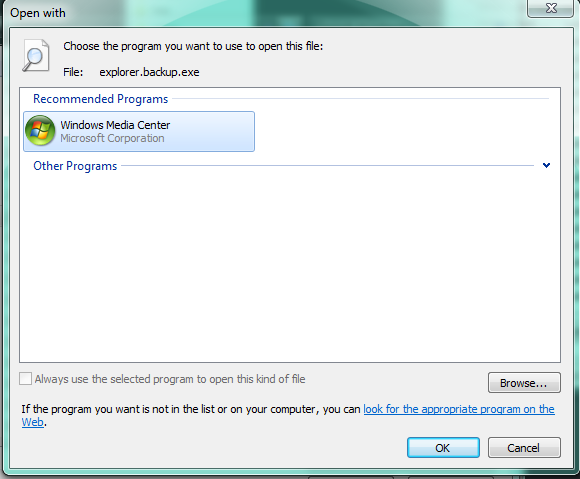 Open with
Choose the program you want to use to open this file:
File: explorer.backup.exe
Recommended Programs
Windows Media Center
Microsoft Corporation
Other Programs
Always use the selected program to open this kind of file
Browse...
If the program you want is not in the list or on your computer, you can look for the appropriate program on the
Web.
OK Cancel